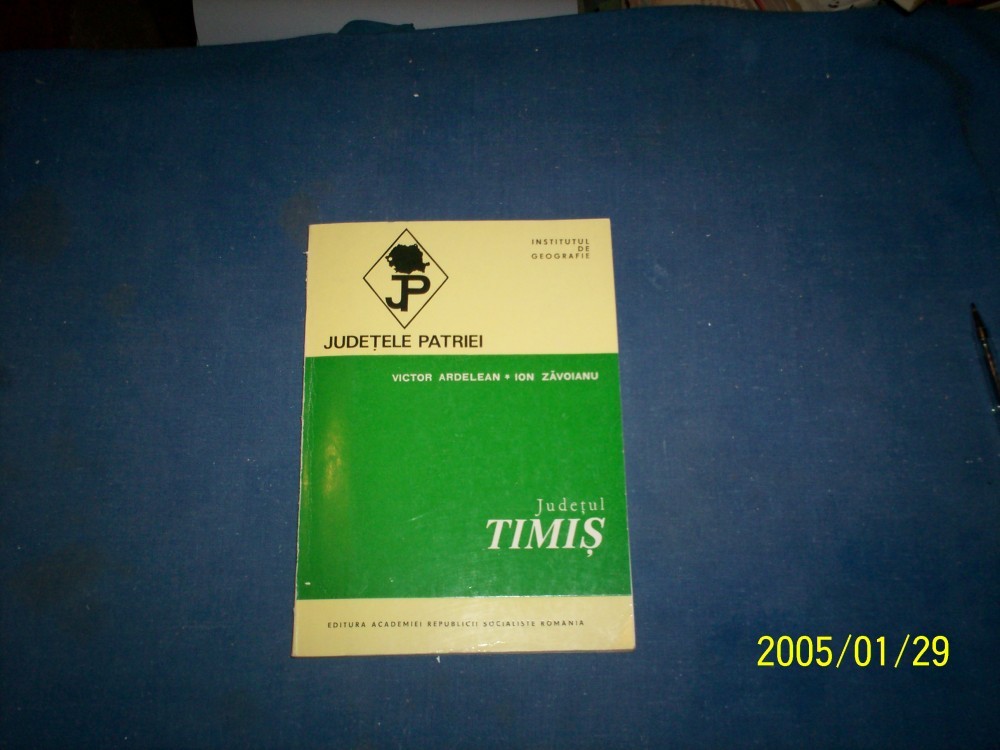 JP
INSTITUTUL
DE
GEOGRAFIE
JUDEȚELE PATRIEI
VICTOR ARDELEAN • ION ZĂVOIANU
Județul
TIMIȘ
EDITURA ACADEMIEI REPUBLICII SOCIALISTE ROMÂNIA
2005/01/29